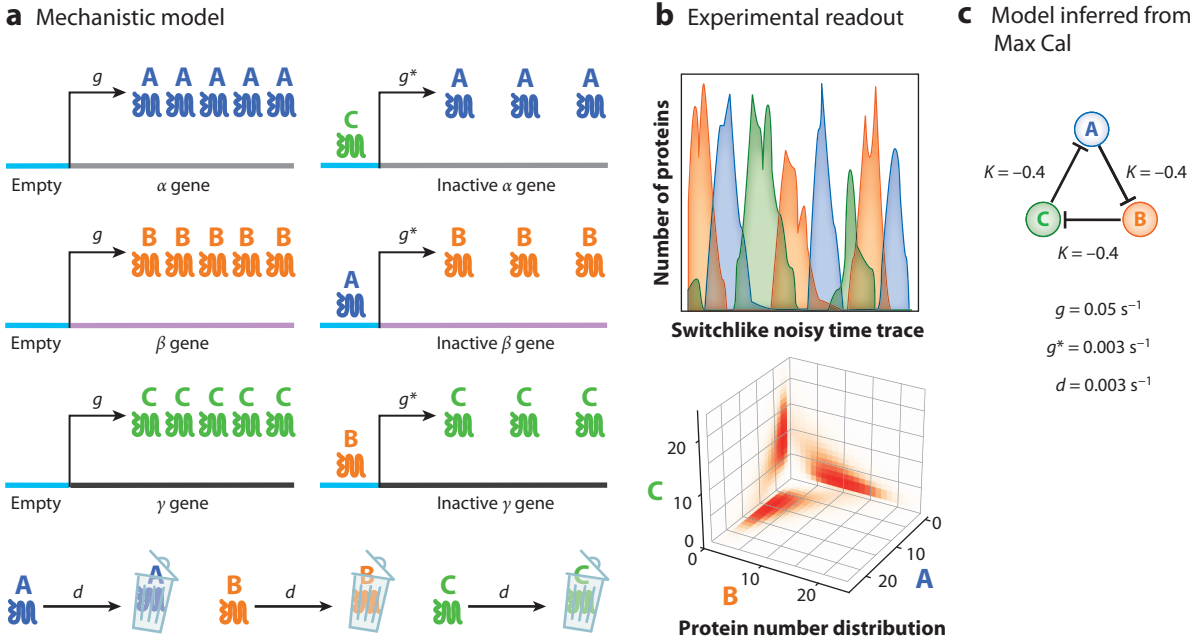 a Mechanistic model
g
A A A A A
Empty
α gene
g*
C
A A A
Inactive α gene
g
B B B B B
Empty
β gene
g*
A
B B B
Inactive β gene
g
C C C C C
Empty
γ gene
g*
B
C C C
Inactive γ gene
A d A
B d B
C d C
b Experimental readout
Number of proteins
Switchlike noisy time trace
C
20
10
0
0
10
20
B
0
10
20
A
Protein number distribution
c Model inferred from
Max Cal
A
K = –0.4
K = –0.4
C
B
K = –0.4
g = 0.05 s⁻¹
g* = 0.003 s⁻¹
d = 0.003 s⁻¹